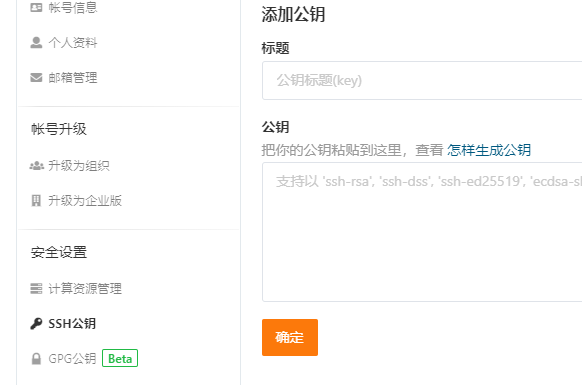 帐号信息
个人资料
邮箱管理
帐号升级
升级为组织
升级为企业版
安全设置
计算资源管理
SSH公钥
GPG公钥 Beta
添加公钥
标题
公钥标题(key)
公钥
把你的公钥粘贴到这里，查看 怎样生成公钥
支持以 'ssh-rsa', 'ssh-dss', 'ssh-ed25519', 'ecdsa-sh
确定